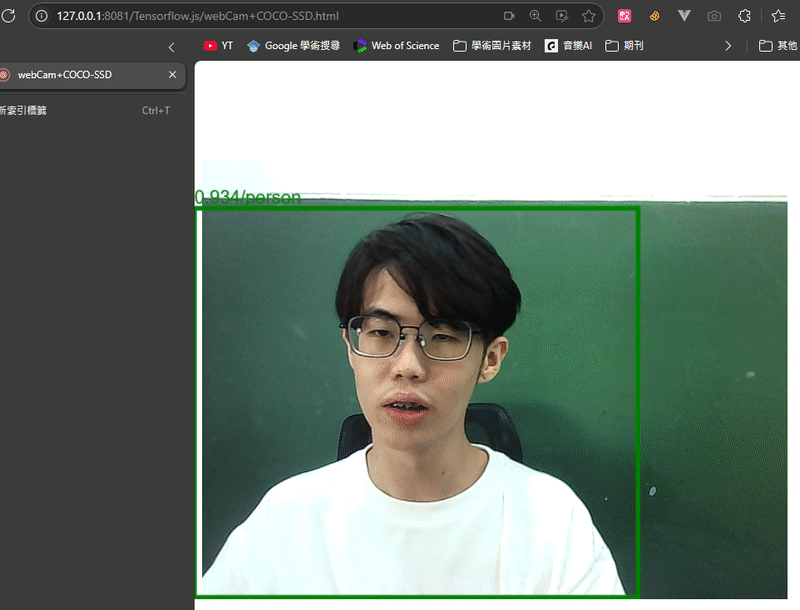 127.0.0.1:8081/Tensorflow.js/webCam+COCO-SSD.html
YT
Google 學術搜尋
Web of Science
學術圖片素材
音樂AI
期刊
其他
webCam+COCO-SSD
新索引標籤 Ctrl+T
0.934/person